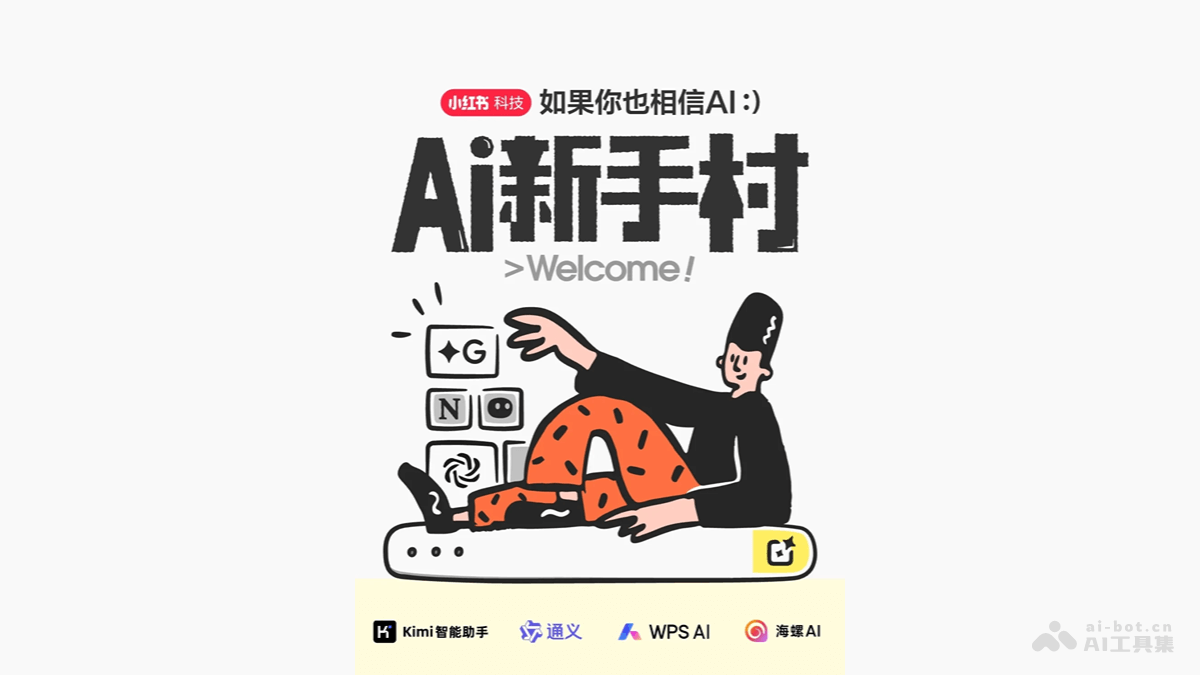 小红书 科技 如果你也相信AI :)
Ai新手村
>Welcome!
G
N
Kimi智能助手 通义 WPS AI 海螺AI
ai-bot.cn
AI工具集